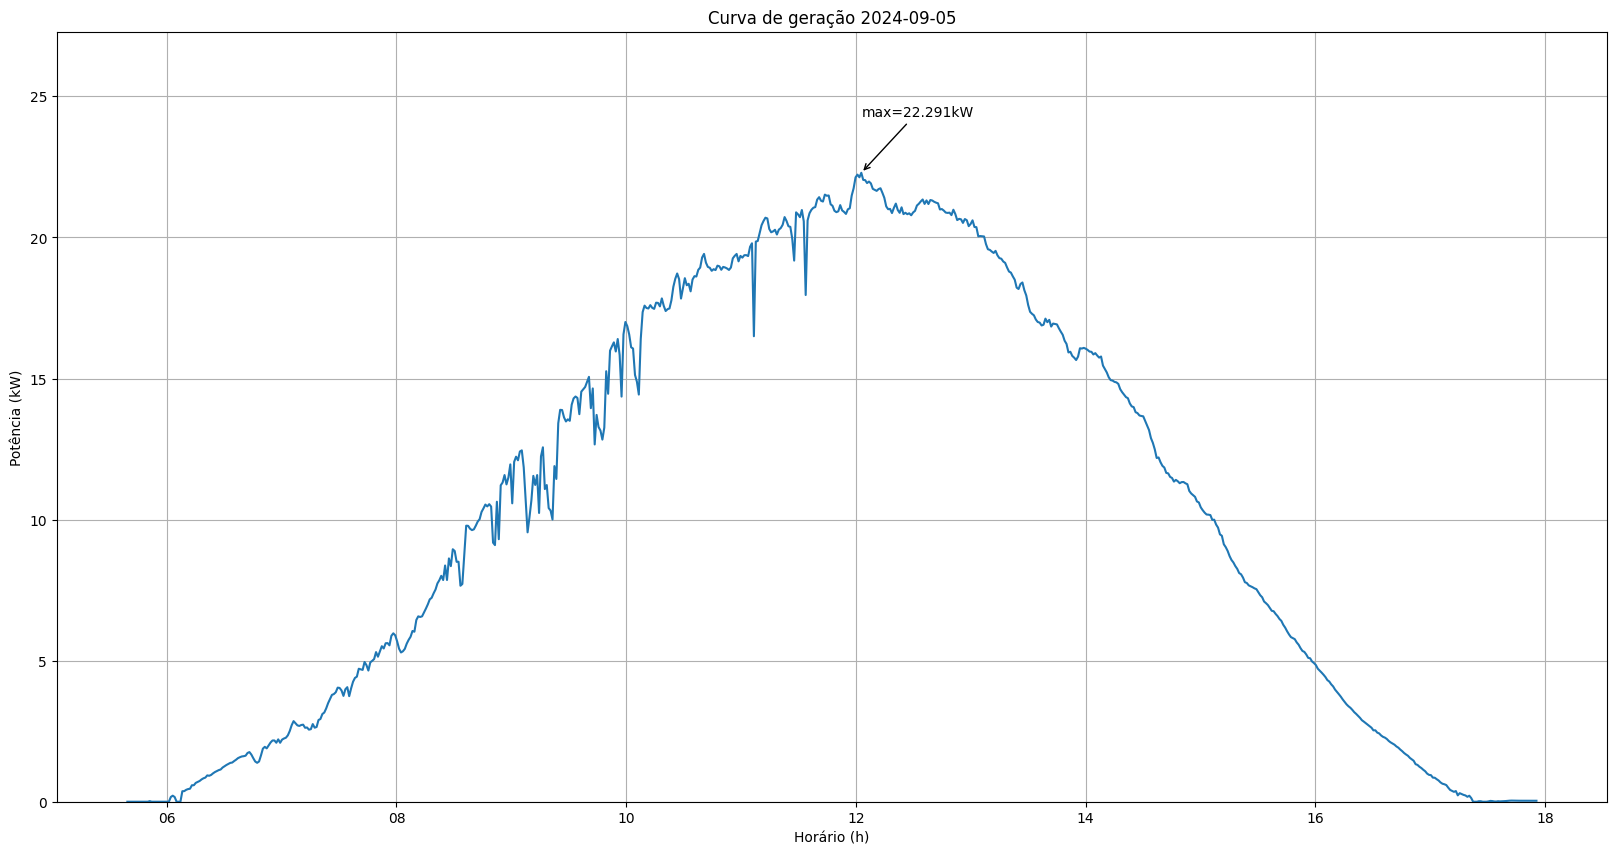 Curva de geração 2024-09-05
25
max=22.291kW
20
15
Potência (kW)
10
5
0
06 08 10 12 14 16 18
Horário (h)